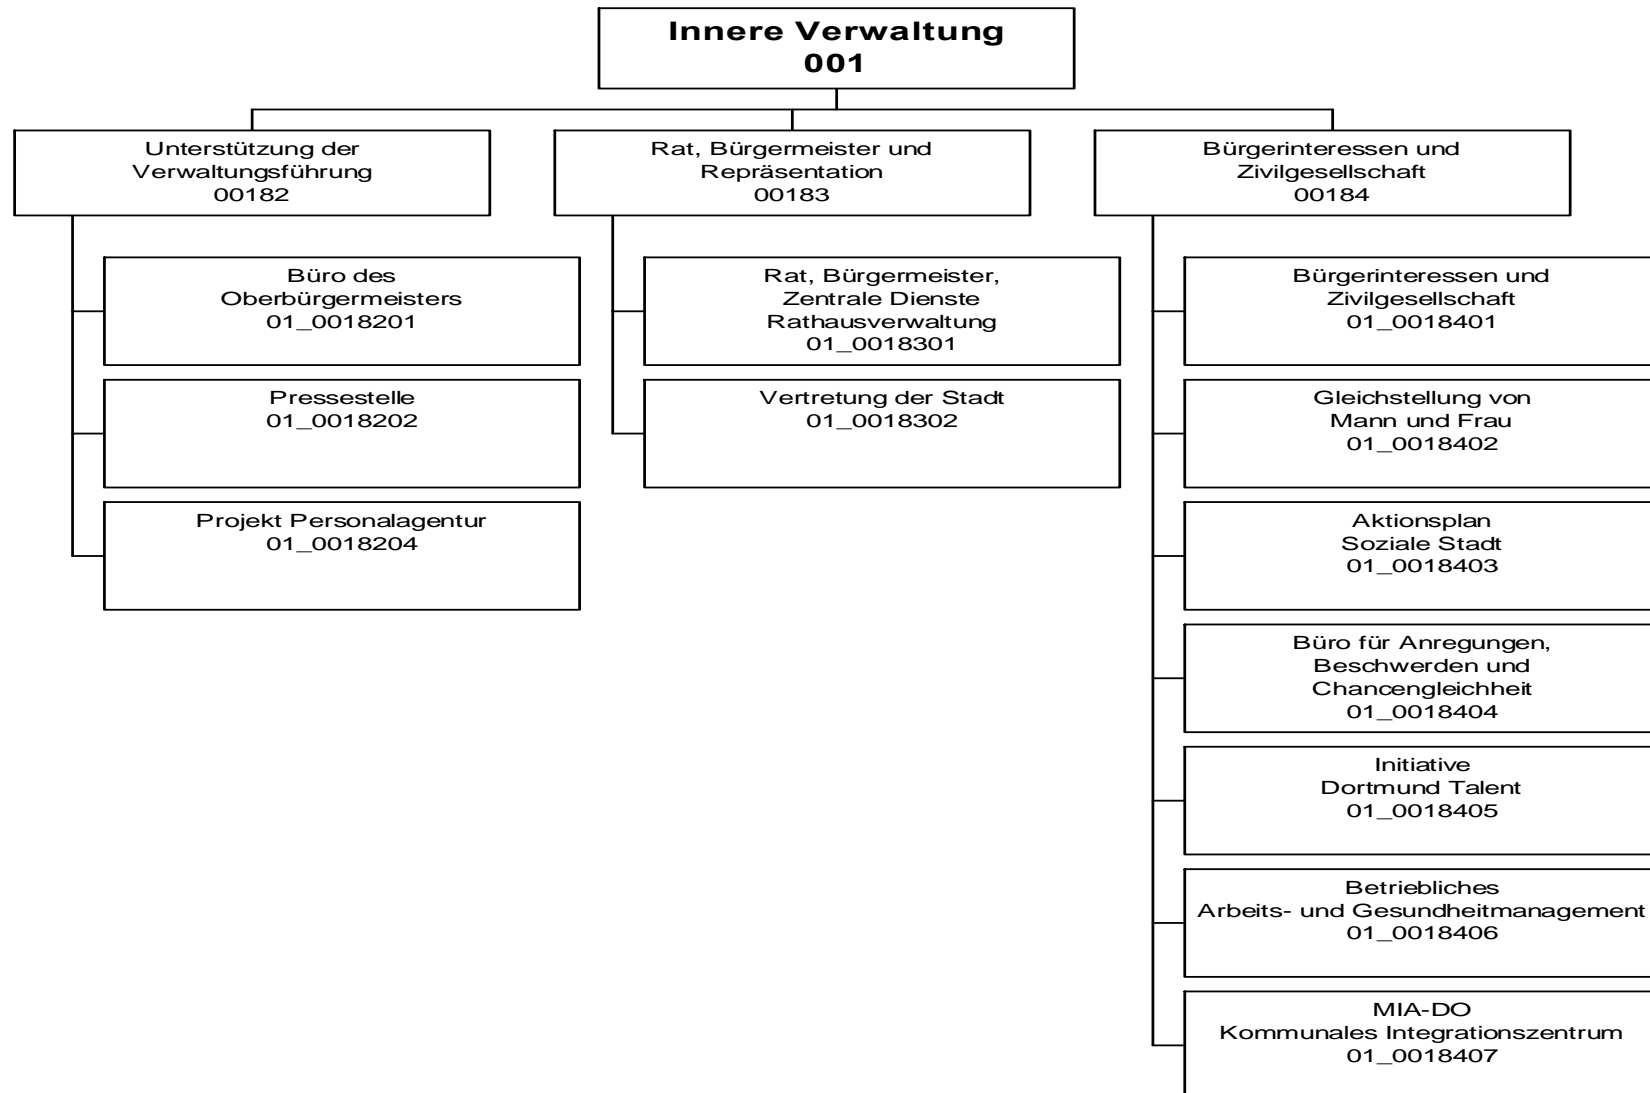 Innere Verwaltung
001
Unterstützung der
Verwaltungsführung
00182
Büro des
Oberbürgermeisters
01_0018201
Pressestelle
01_0018202
Projekt Personalagentur
01_0018204
Rat, Bürgermeister und
Repräsentation
00183
Rat, Bürgermeister,
Zentrale Dienste
Rathausverwaltung
01_0018301
Vertretung der Stadt
01_0018302
Bürgerinteressen und
Zivilgesellschaft
00184
Bürgerinteressen und
Zivilgesellschaft
01_0018401
Gleichstellung von
Mann und Frau
01_0018402
Aktionsplan
Soziale Stadt
01_0018403
Büro für Anregungen,
Beschwerden und
Chancengleichheit
01_0018404
Initiative
Dortmund Talent
01_0018405
Betriebliches
Arbeits- und Gesundheitmanagement
01_0018406
MIA-DO
Kommunales Integrationszentrum
01_0018407